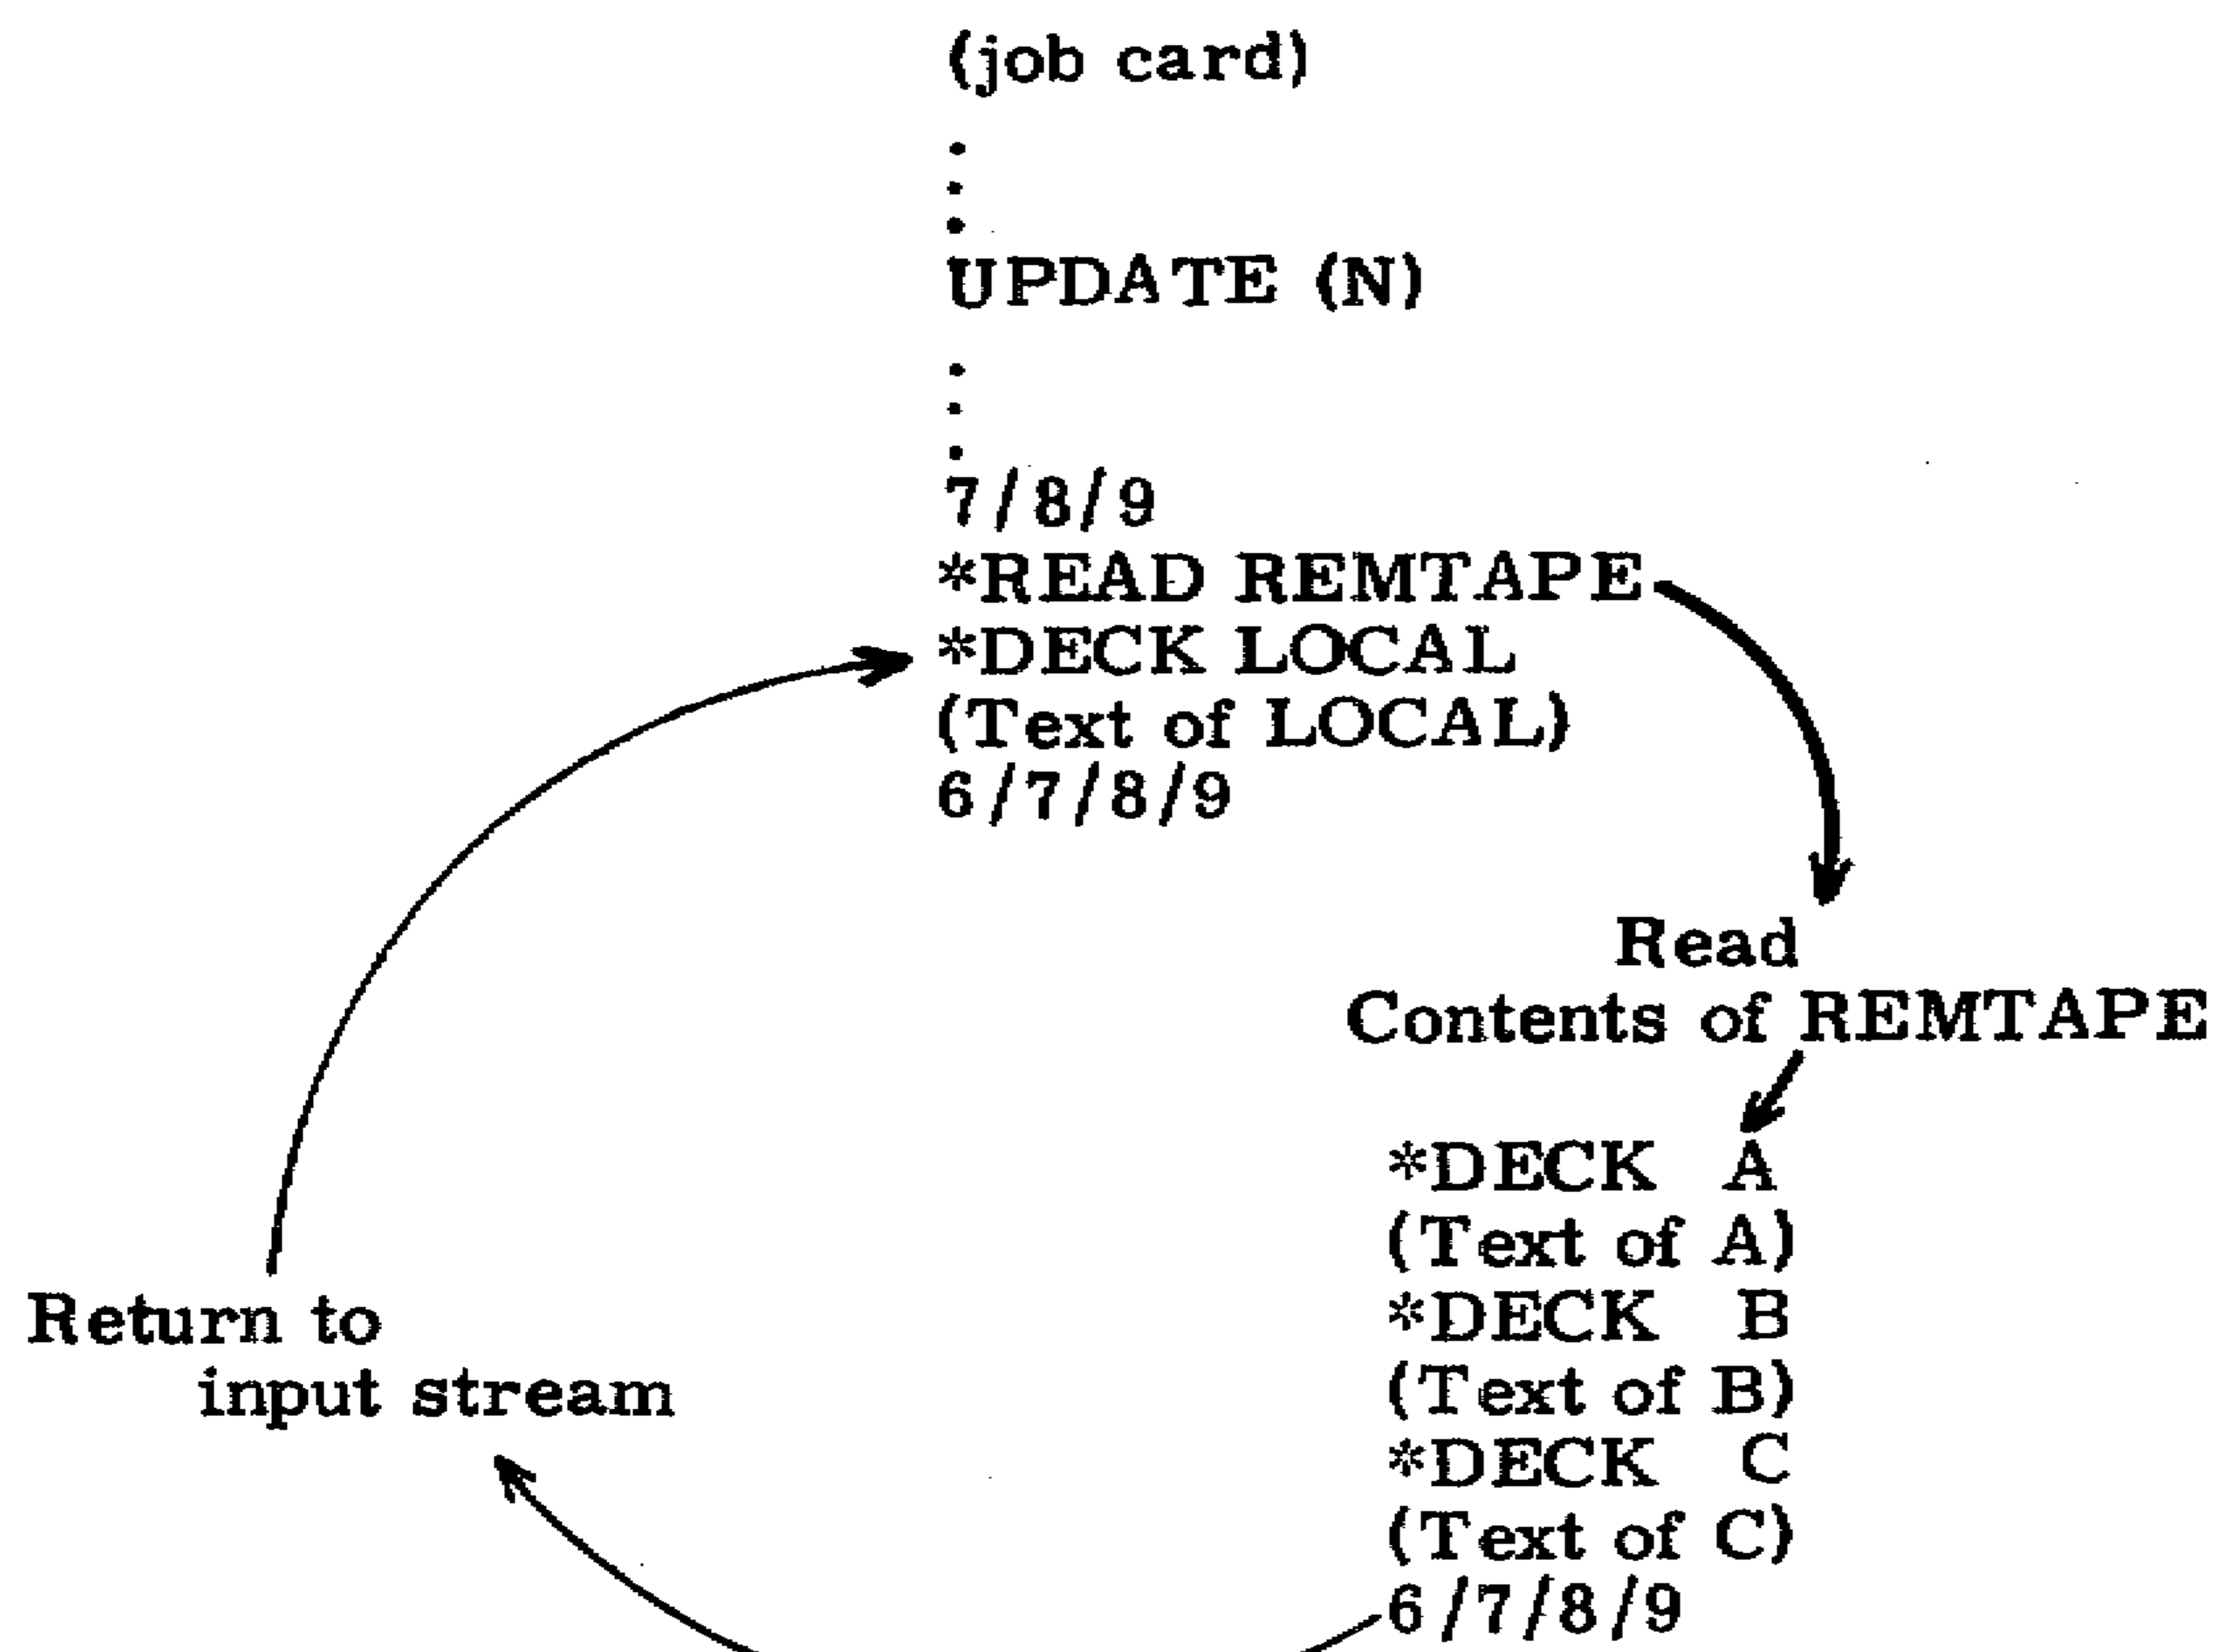 (job card)
.
.
.
UPDATE (N)
.
.
.
7/8/9
*READ REMTAPE
*DECK LOCAL
(Text of LOCAL)
6/7/8/9
Read
Contents of REMTAPE
*DECK A
(Text of A)
*DECK B
(Text of B)
*DECK C
(Text of C)
6/7/8/9
Return to
input stream